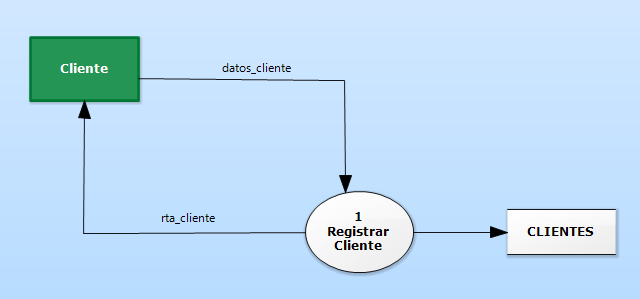 Cliente
datos_cliente
rta_cliente
1
Registrar
Cliente
CLIENTES